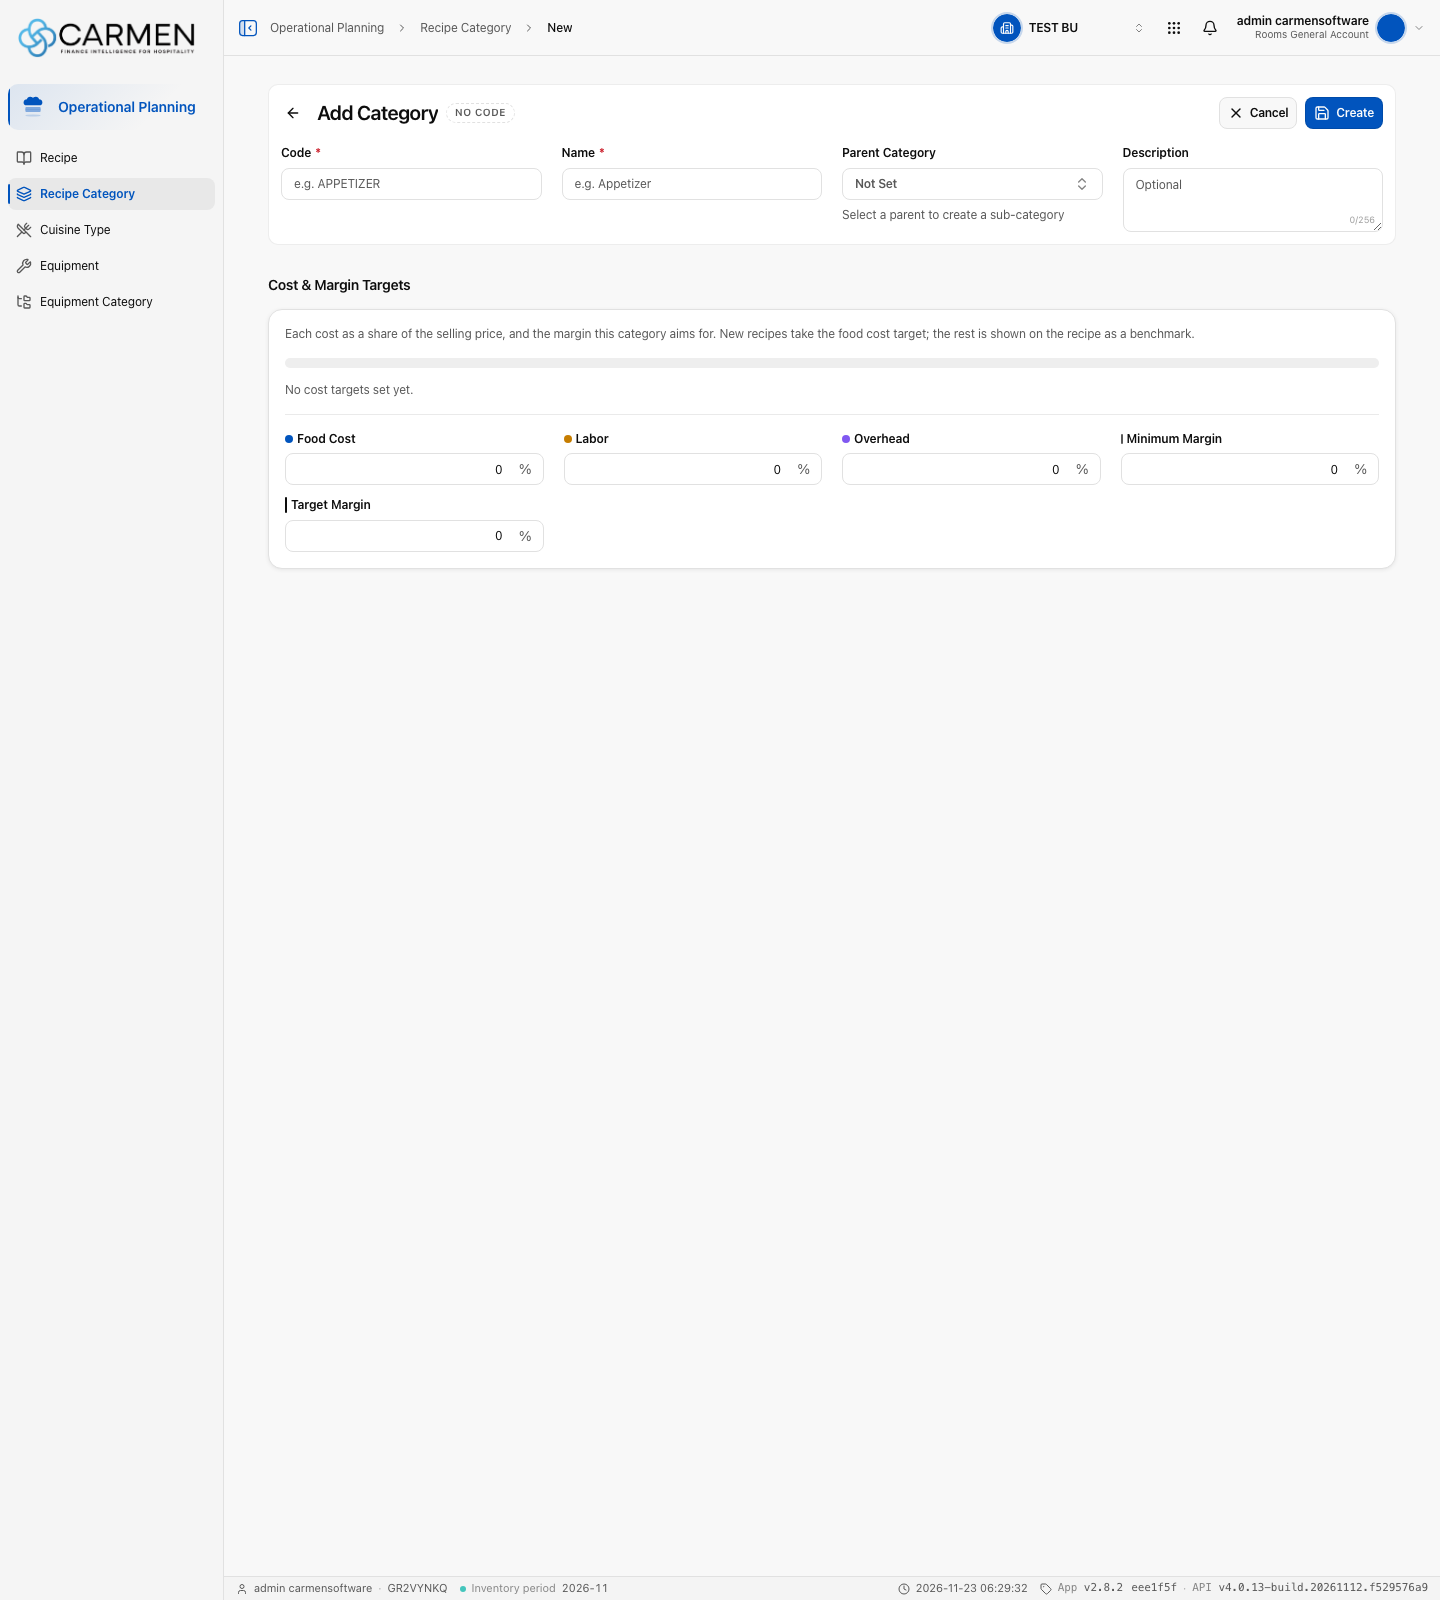 CARMEN
FINANCE INTELLIGENCE FOR HOSPITALITY
Operational Planning
Recipe
Recipe Category
Cuisine Type
Equipment
Equipment Category
Operational Planning > Recipe Category > New
TEST BU
admin carmensoftware
Rooms General Account
Add Category NO CODE
Cancel
Create
Code *
e.g. APPETIZER
Name *
e.g. Appetizer
Parent Category
Not Set
Select a parent to create a sub-category
Description
Optional
0/256
Cost & Margin Targets
Each cost as a share of the selling price, and the margin this category aims for. New recipes take the food cost target; the rest is shown on the recipe as a benchmark.
No cost targets set yet.
Food Cost
0 %
Labor
0 %
Overhead
0 %
Minimum Margin
0 %
Target Margin
0 %
admin carmensoftware · GR2VYNKQ Inventory period 2026-11
2026-11-23 06:29:32 App v2.8.2 eee1f5f · API v4.0.13-build.20261112.f529576a9